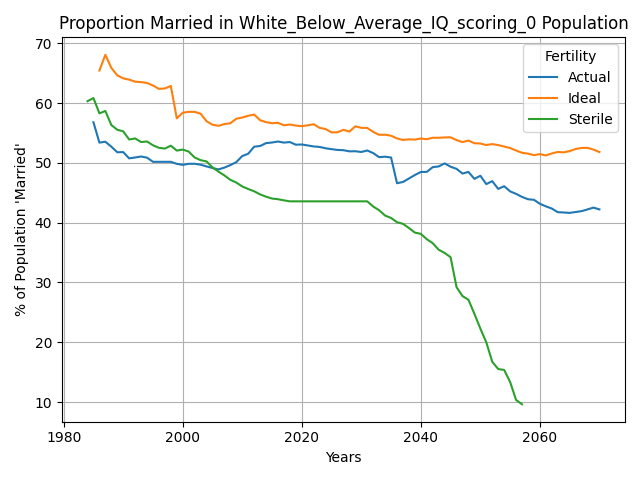 Proportion Married in White_Below_Average_IQ_scoring_0 Population
% of Population 'Married'
70
60
50
40
30
20
10
Fertility
Actual
Ideal
Sterile
1980
2000
2020
2040
2060
Years